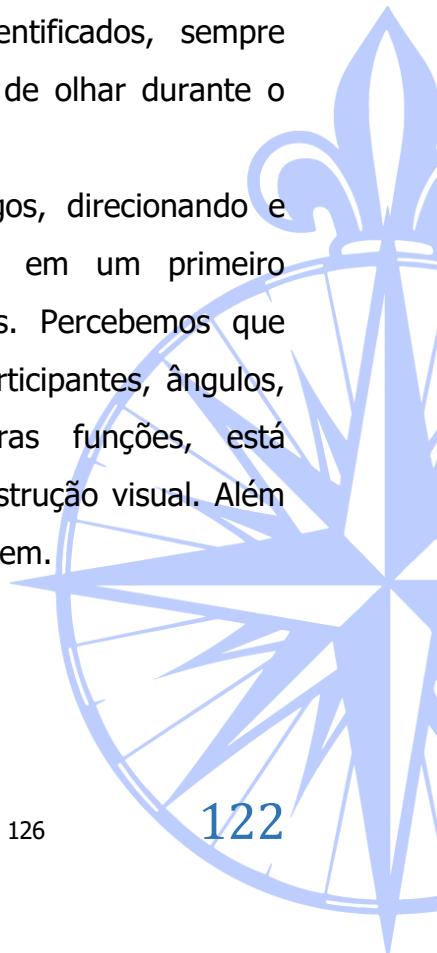 entificados, sempre
de olhar durante o
gos, direcionando e
em um primeiro
s. Percebemos que
rticipantes, ângulos,
ras funções, está
strução visual. Além
em.
126 122